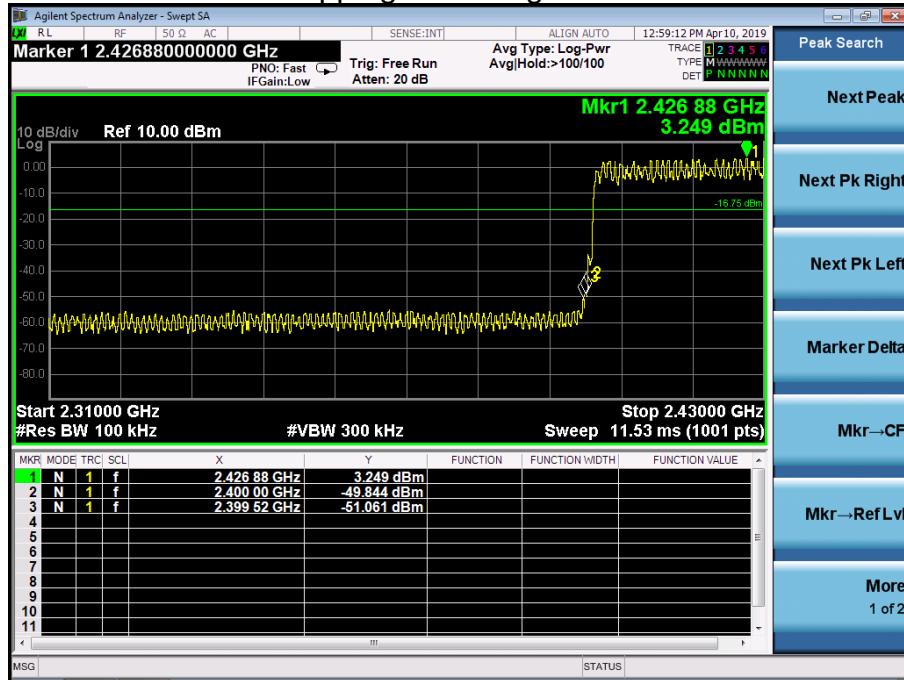 Agilent Spectrum Analyzer - Swept SA
LXI RL RF 50 Ω AC SENSE:INT ALIGN AUTO 12:59:12 PM Apr 10, 2019
Marker 1 2.426880000000 GHz
PNO: Fast
IFGain:Low
Trig: Free Run
Atten: 20 dB
Avg Type: Log-Pwr
Avg|Hold:>100/100
TRACE 1 2 3 4 5 6
TYPE M WWWWW
DET P N N N N N
Peak Search
Mkr1 2.426 88 GHz
3.249 dBm
10 dB/div Ref 10.00 dBm
Log
1
0.00
-10.0
-16.75 dBm
-20.0
-30.0
-40.0
-50.0
-60.0
-70.0
-80.0
Start 2.31000 GHz Stop 2.43000 GHz
#Res BW 100 kHz #VBW 300 kHz Sweep 11.53 ms (1001 pts)
MKR MODE TRC SCL X Y FUNCTION FUNCTION WIDTH FUNCTION VALUE
1 N 1 f 2.426 88 GHz 3.249 dBm
2 N 1 f 2.400 00 GHz -49.844 dBm
3 N 1 f 2.399 52 GHz -51.061 dBm
4
5
6
7
8
9
10
11
MSG STATUS
Next Peak
Next Pk Right
Next Pk Left
Marker Delta
Mkr→CF
Mkr→Ref Lvl
More
1 of 2